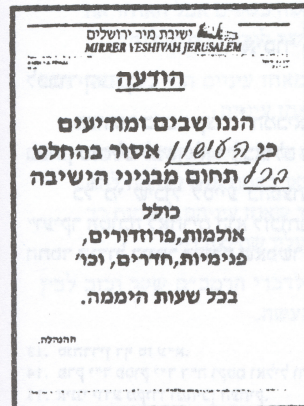 ישיבת מיר ירושלים
MIRRER YESHIVAH JERUSALEM
הודעה
הננו שבים ומודיעים
כי העישון אסור בהחלט
בכל תחום מבניני הישיבה
כולל
אולמות, פרוזדורים,
פנימיות,חדרים, וכו'
בכל שעות היממה.
ההנהלה.